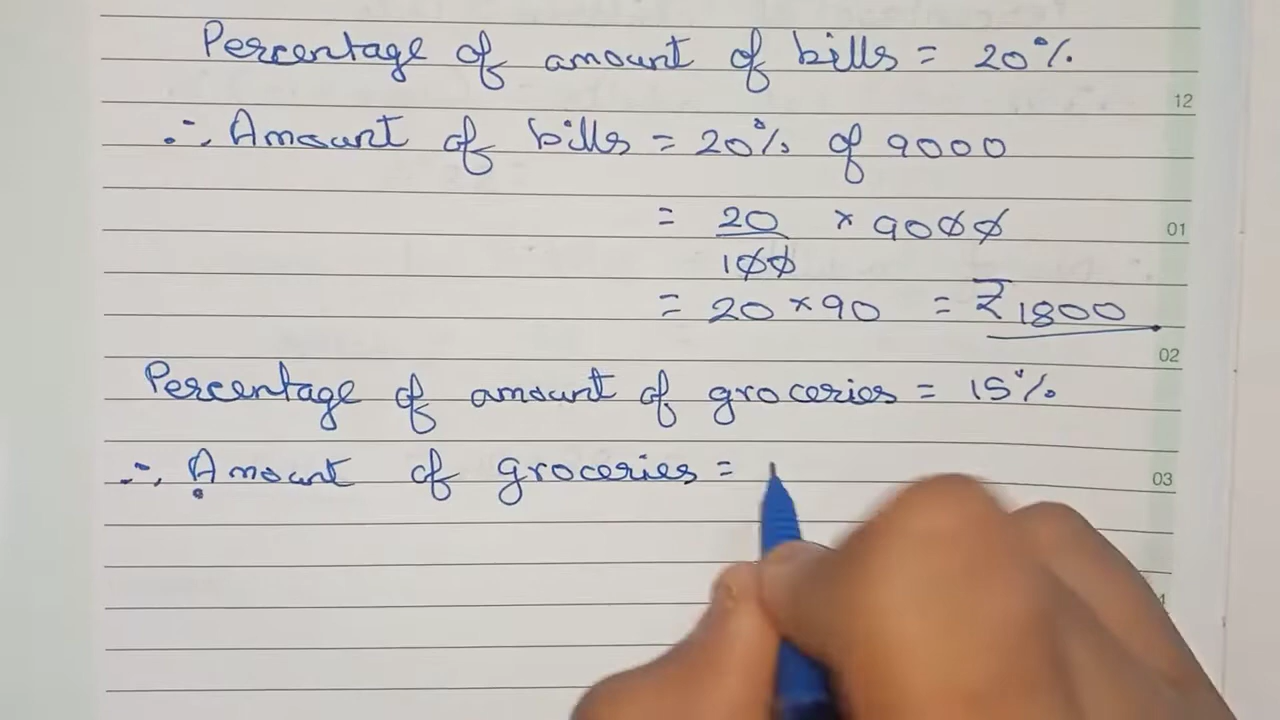 Percentage of amount of bills = 20%
12
∴ Amount of bills = 20% of 9000
= 20/100 × 9000
01
= 20 × 90 = ₹1800
02
Percentage of amount of groceries = 15%
∴ Amount of groceries =
03